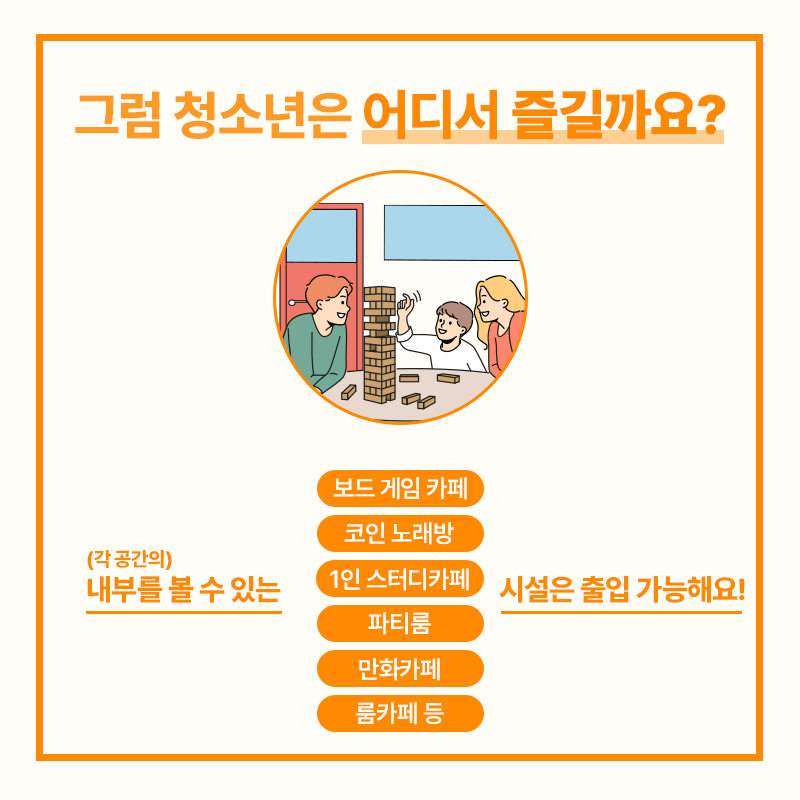 그럼 청소년은 어디서 즐길까요?
(각 공간의)
내부를 볼 수 있는
보드 게임 카페
코인 노래방
1인 스터디카페
파티룸
만화카페
룸카페 등
시설은 출입 가능해요!